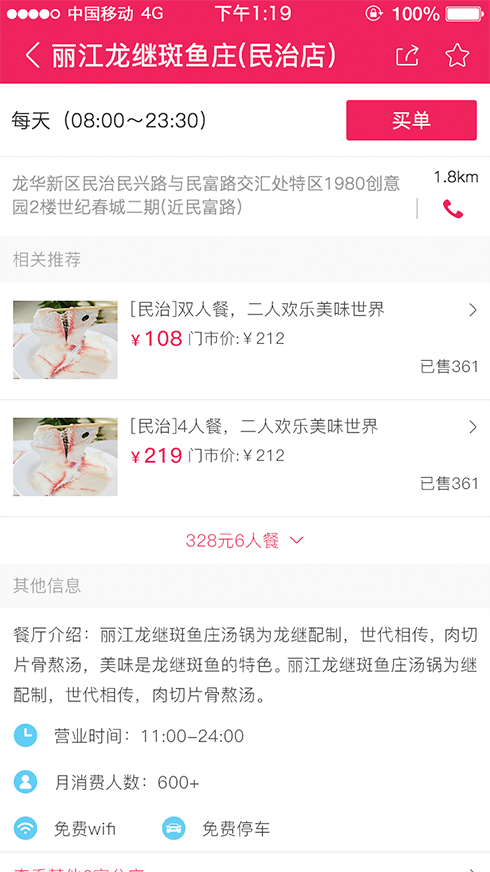 中国移动 4G 下午1:19 100%
丽江龙继斑鱼庄(民治店)
每天（08:00～23:30） 买单
龙华新区民治民兴路与民富路交汇处特区1980创意 1.8km
园2楼世纪春城二期(近民富路)
相关推荐
[民治]双人餐，二人欢乐美味世界
¥108 门市价:¥212
已售361
[民治]4人餐，二人欢乐美味世界
¥219 门市价:¥212
已售361
328元6人餐
其他信息
餐厅介绍：丽江龙继斑鱼庄汤锅为龙继配制，世代相传，肉切
片骨熬汤，美味是龙继斑鱼的特色。丽江龙继斑鱼庄汤锅为继
配制，世代相传，肉切片骨熬汤。
营业时间：11:00-24:00
月消费人数：600+
免费wifi 免费停车